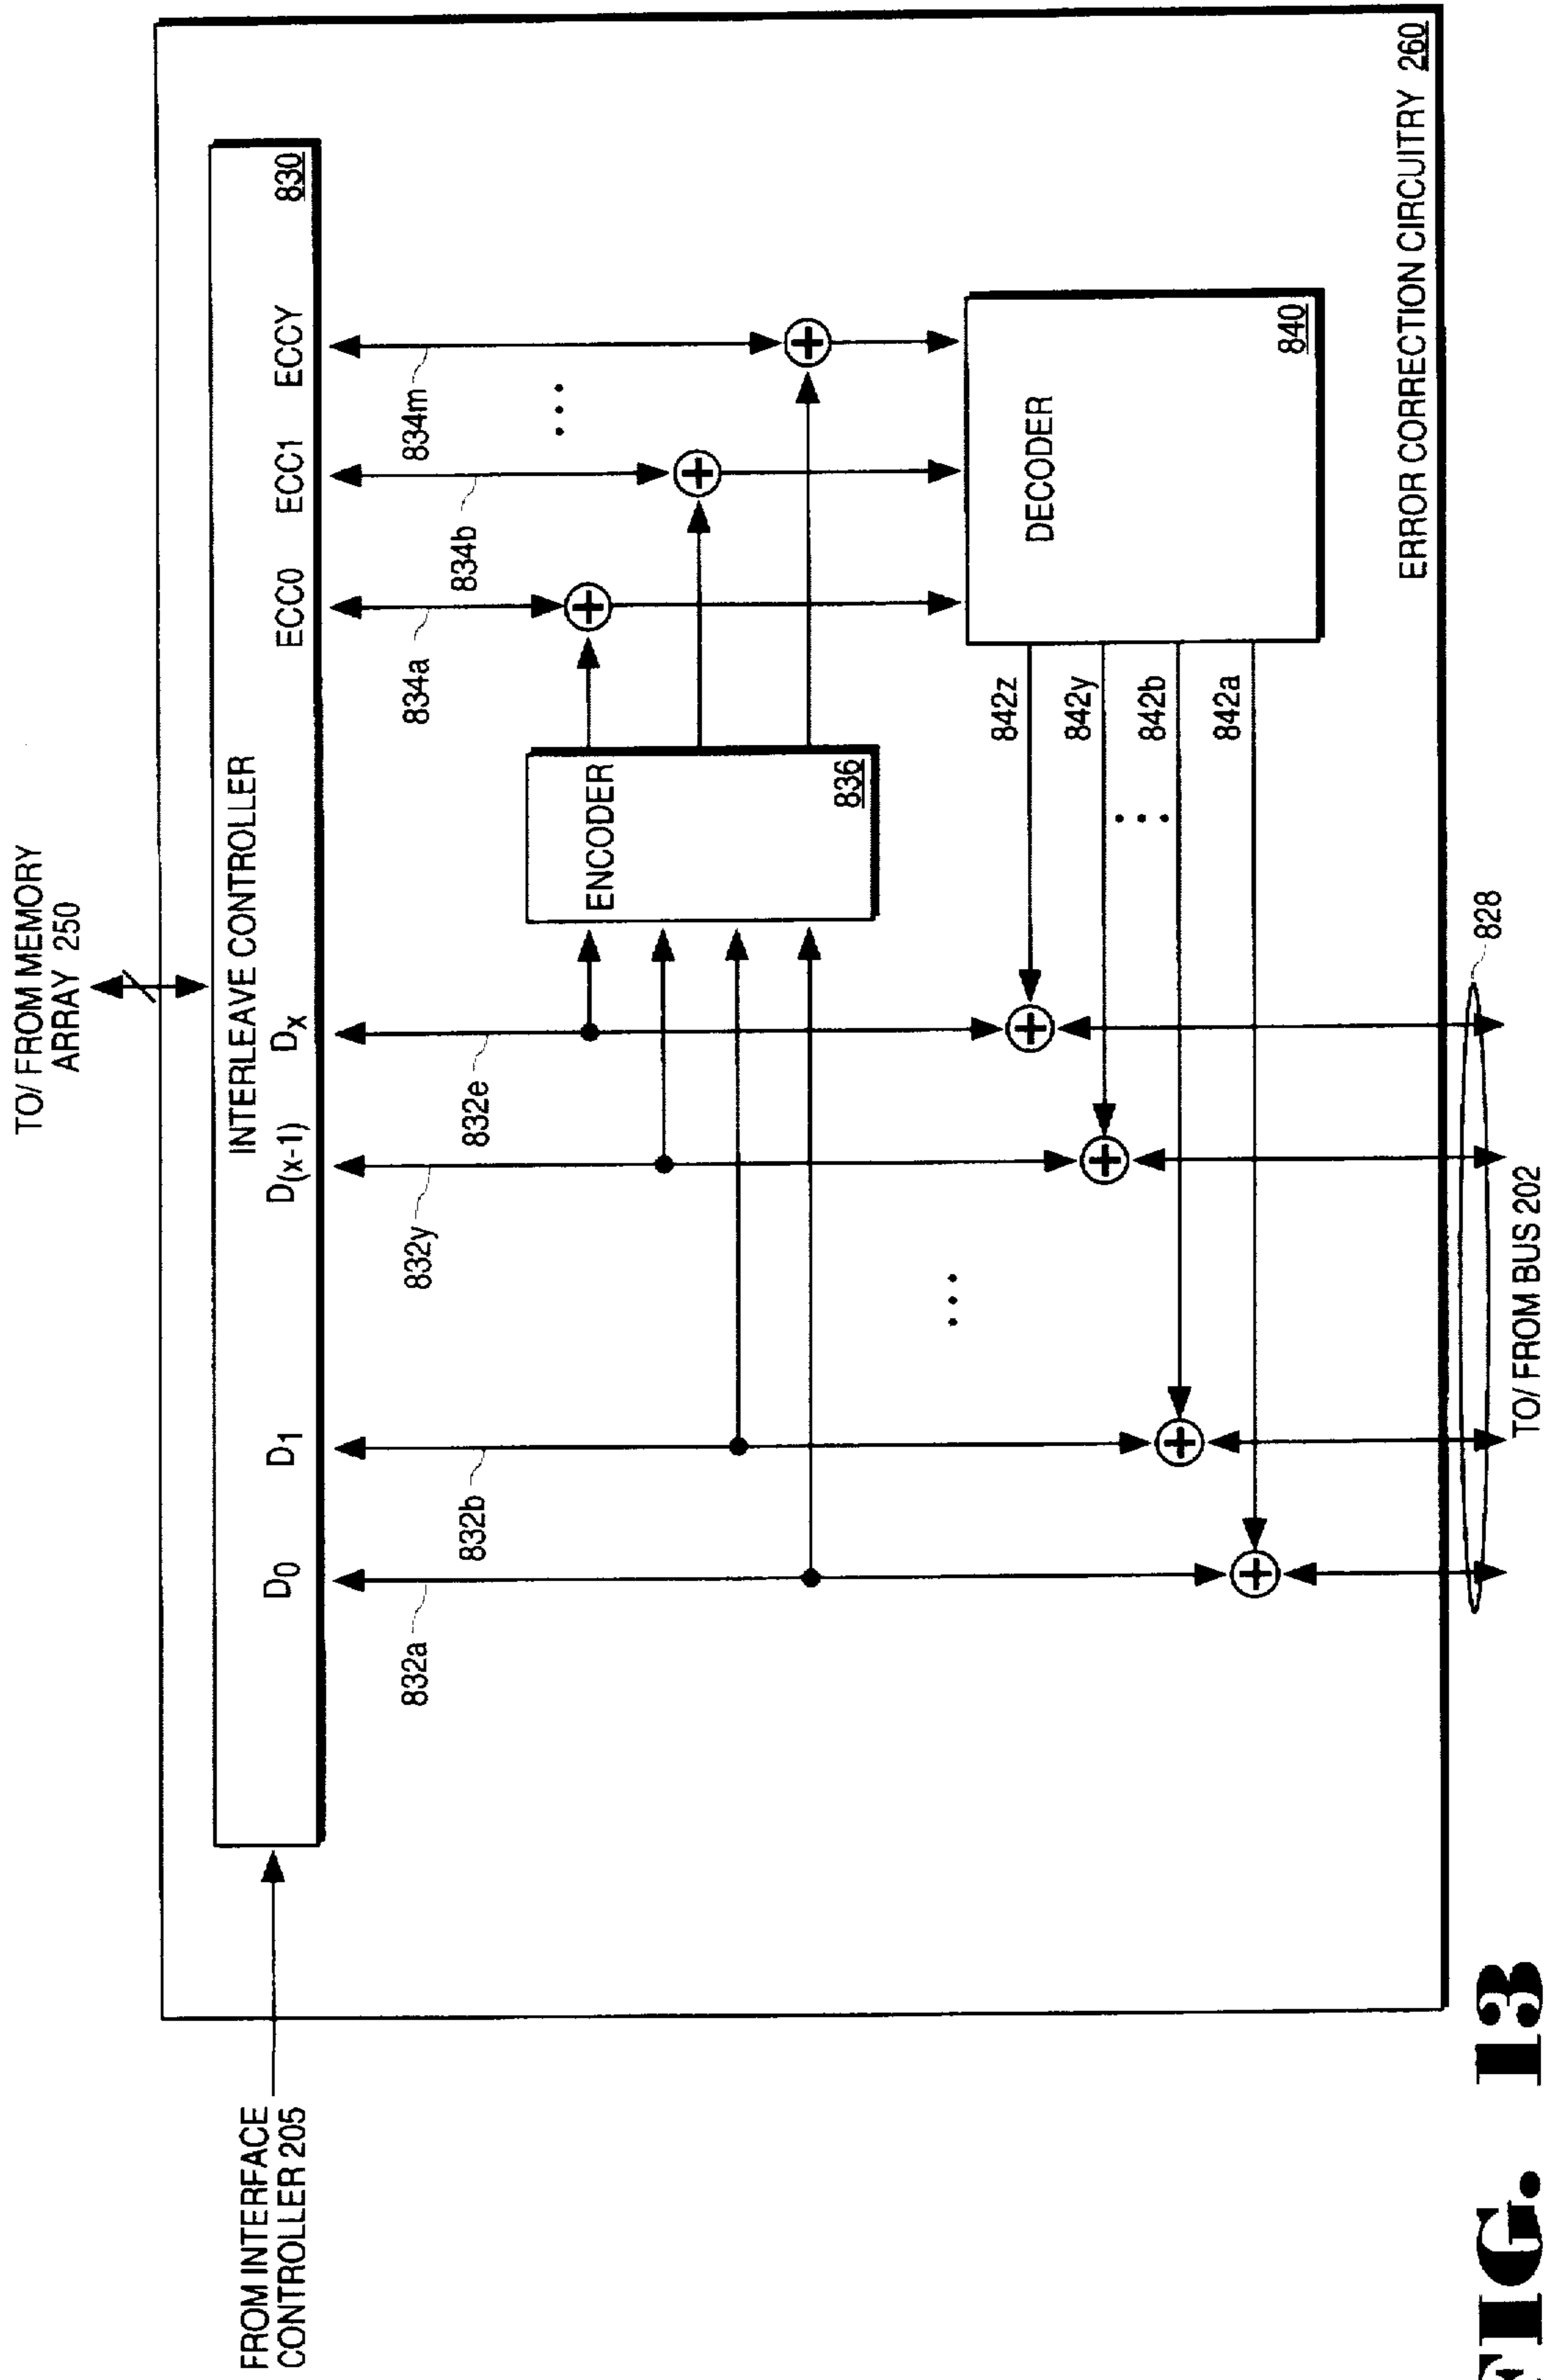 TO/ FROM MEMORY
ARRAY 250
FROM INTERFACE
CONTROLLER 205
INTERLEAVE CONTROLLER
830
D0
D1
D(x-1)
Dx
ECC0
ECC1
ECCY
832a
832b
832y
832e
834a
834b
834m
...
ENCODER
836
...
DECODER
840
842z
842y
...
842b
842a
ERROR CORRECTION CIRCUITRY 260
828
TO/ FROM BUS 202
FIG. 13